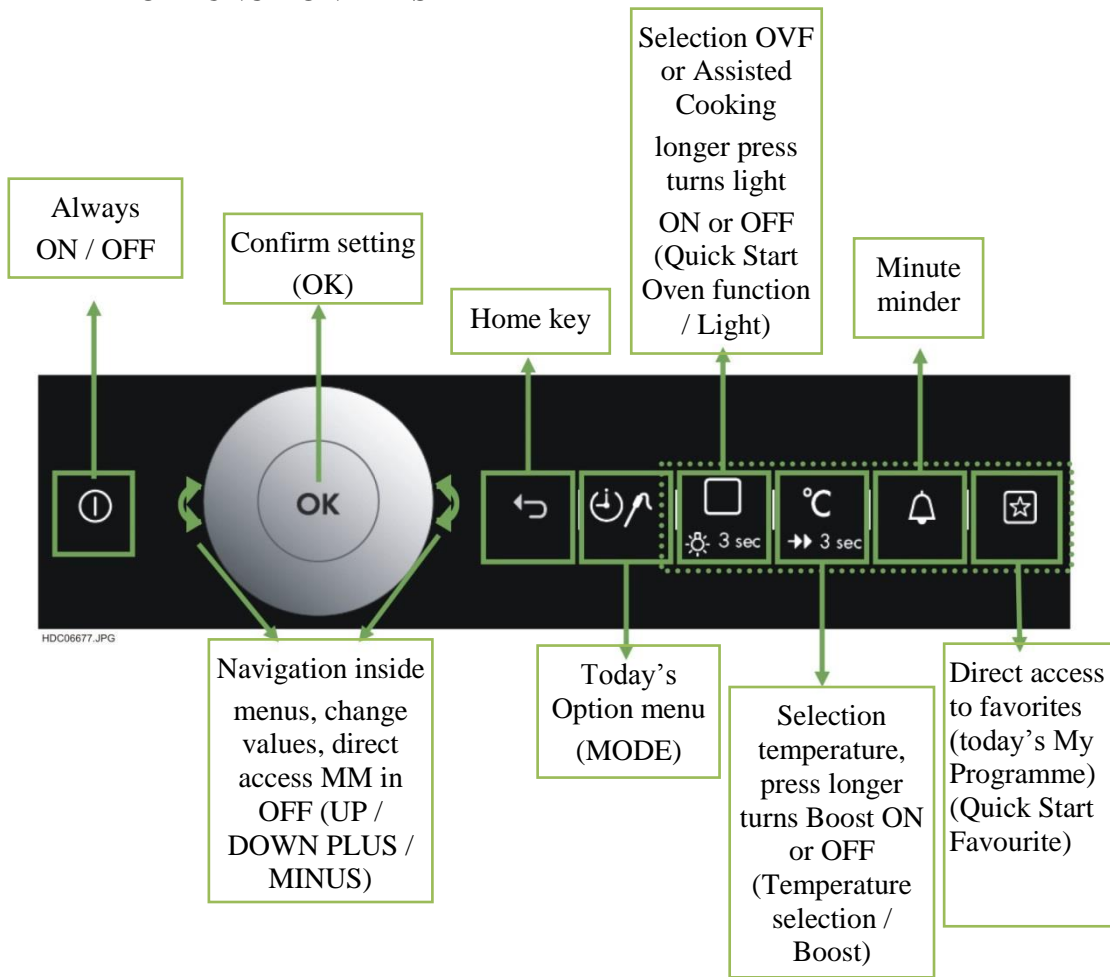 Selection OVF
or Assisted
Cooking
longer press
turns light
ON or OFF
(Quick Start
Oven function
/ Light)
Always
ON / OFF
Confirm setting
(OK)
Home key
Minute
minder
OK
3 sec
°C
3 sec
HDC06677.JPG
Navigation inside
menus, change
values, direct
access MM in
OFF (UP /
DOWN PLUS /
MINUS)
Today’s
Option menu
(MODE)
Selection
temperature,
press longer
turns Boost ON
or OFF
(Temperature
selection /
Boost)
Direct access
to favorites
(today’s My
Programme)
(Quick Start
Favourite)